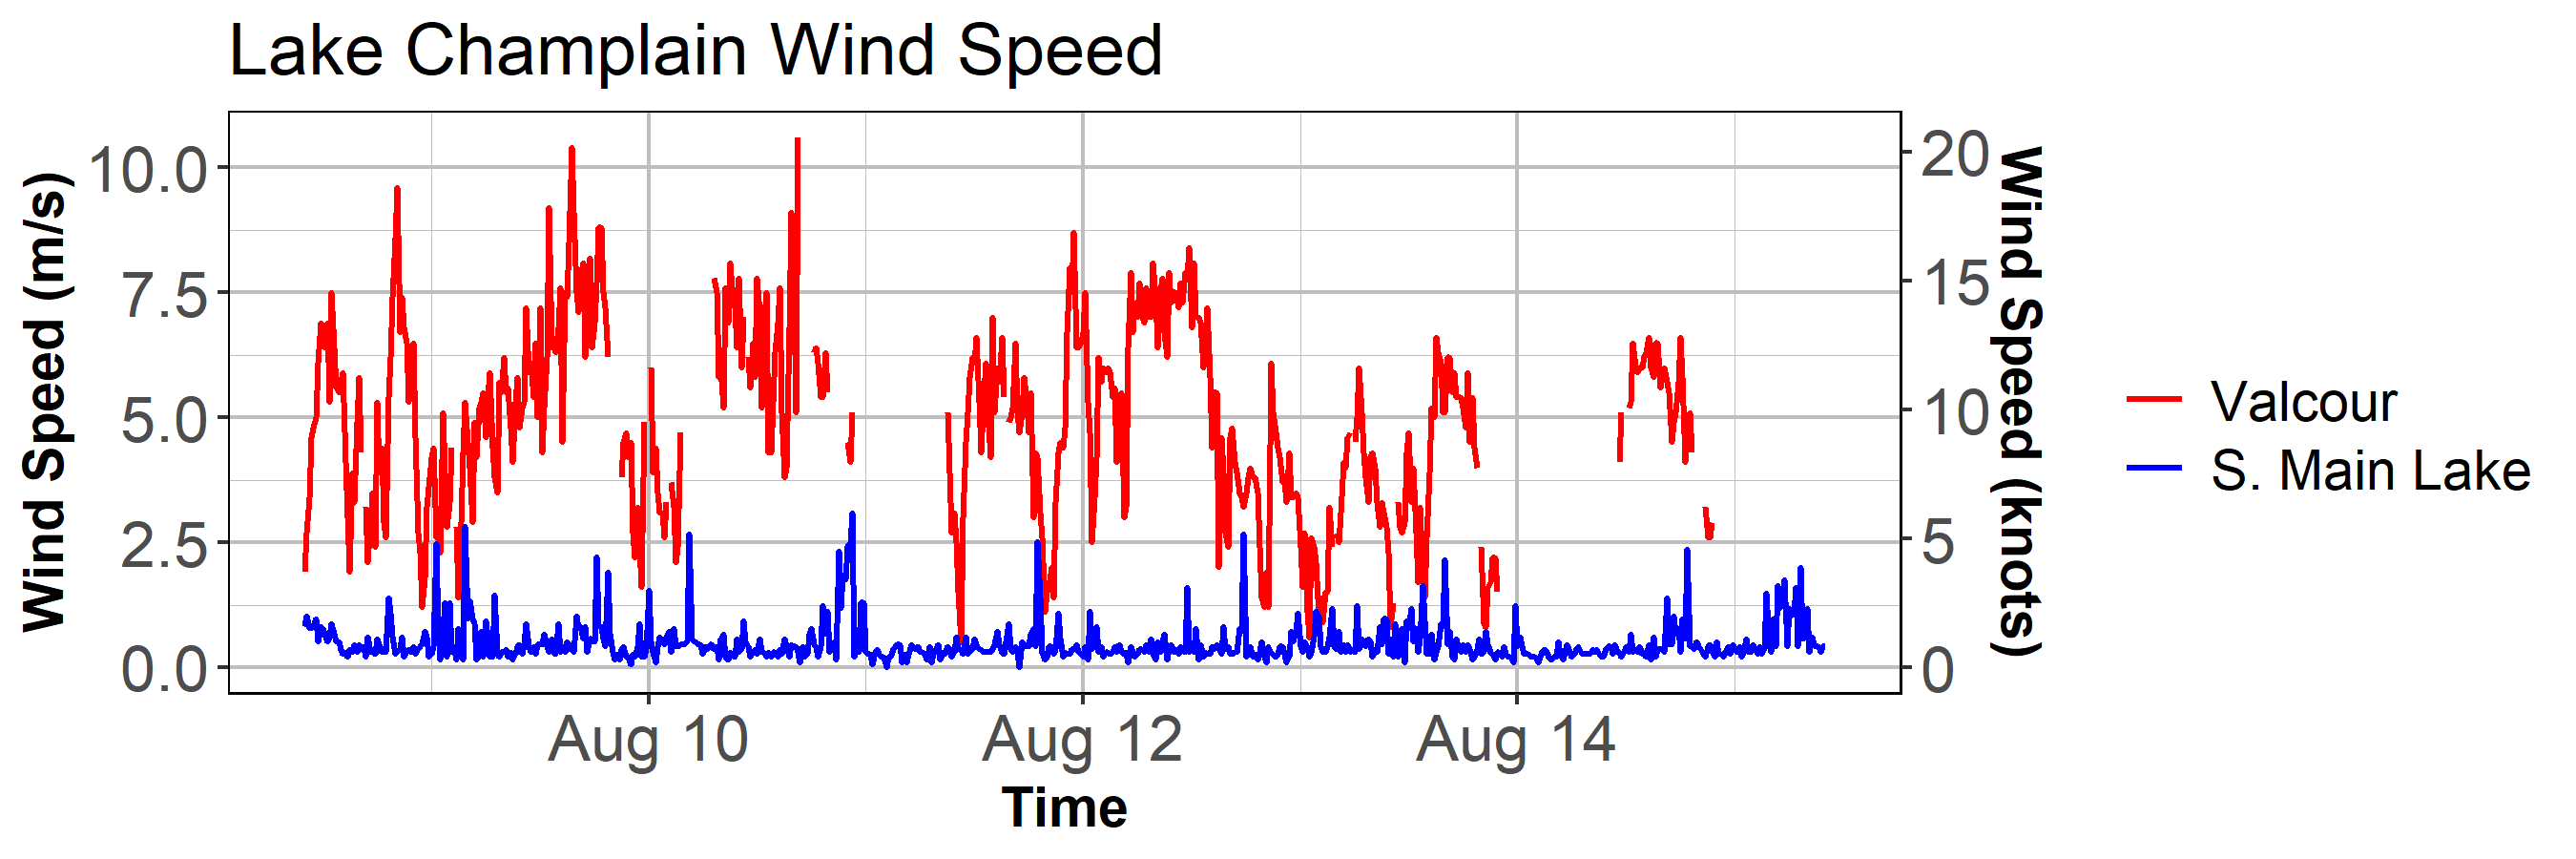 Lake Champlain Wind Speed
Wind Speed (m/s)
10.0
7.5
5.0
2.5
0.0
20
15
10
5
0
Wind Speed (knots)
Aug 10
Aug 12
Aug 14
Time
Valcour
S. Main Lake